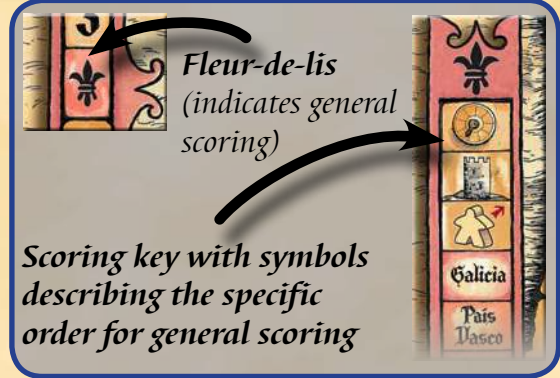 3
Fleur-de-lis
(indicates general
scoring)
Scoring key with symbols
describing the specific
order for general scoring
Galicia
País
Vasco